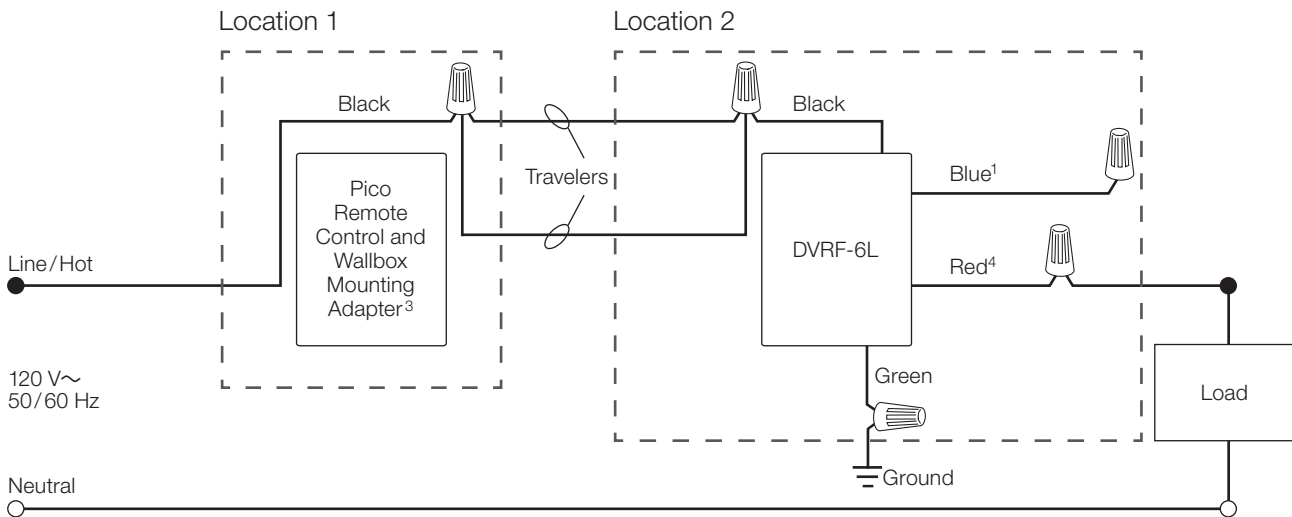 Location 1
Location 2
Black
Black
Travelers
Pico
Remote
Control and
Wallbox
Mounting
Adapter³
DVRF-6L
Blue¹
Red⁴
Line/Hot
120 V～
50/60 Hz
Green
Ground
Load
Neutral